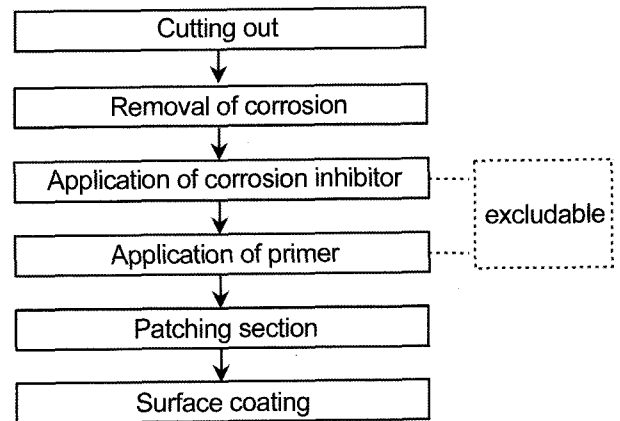 Cutting out
Removal of corrosion
Application of corrosion inhibitor
excludable
Application of primer
Patching section
Surface coating